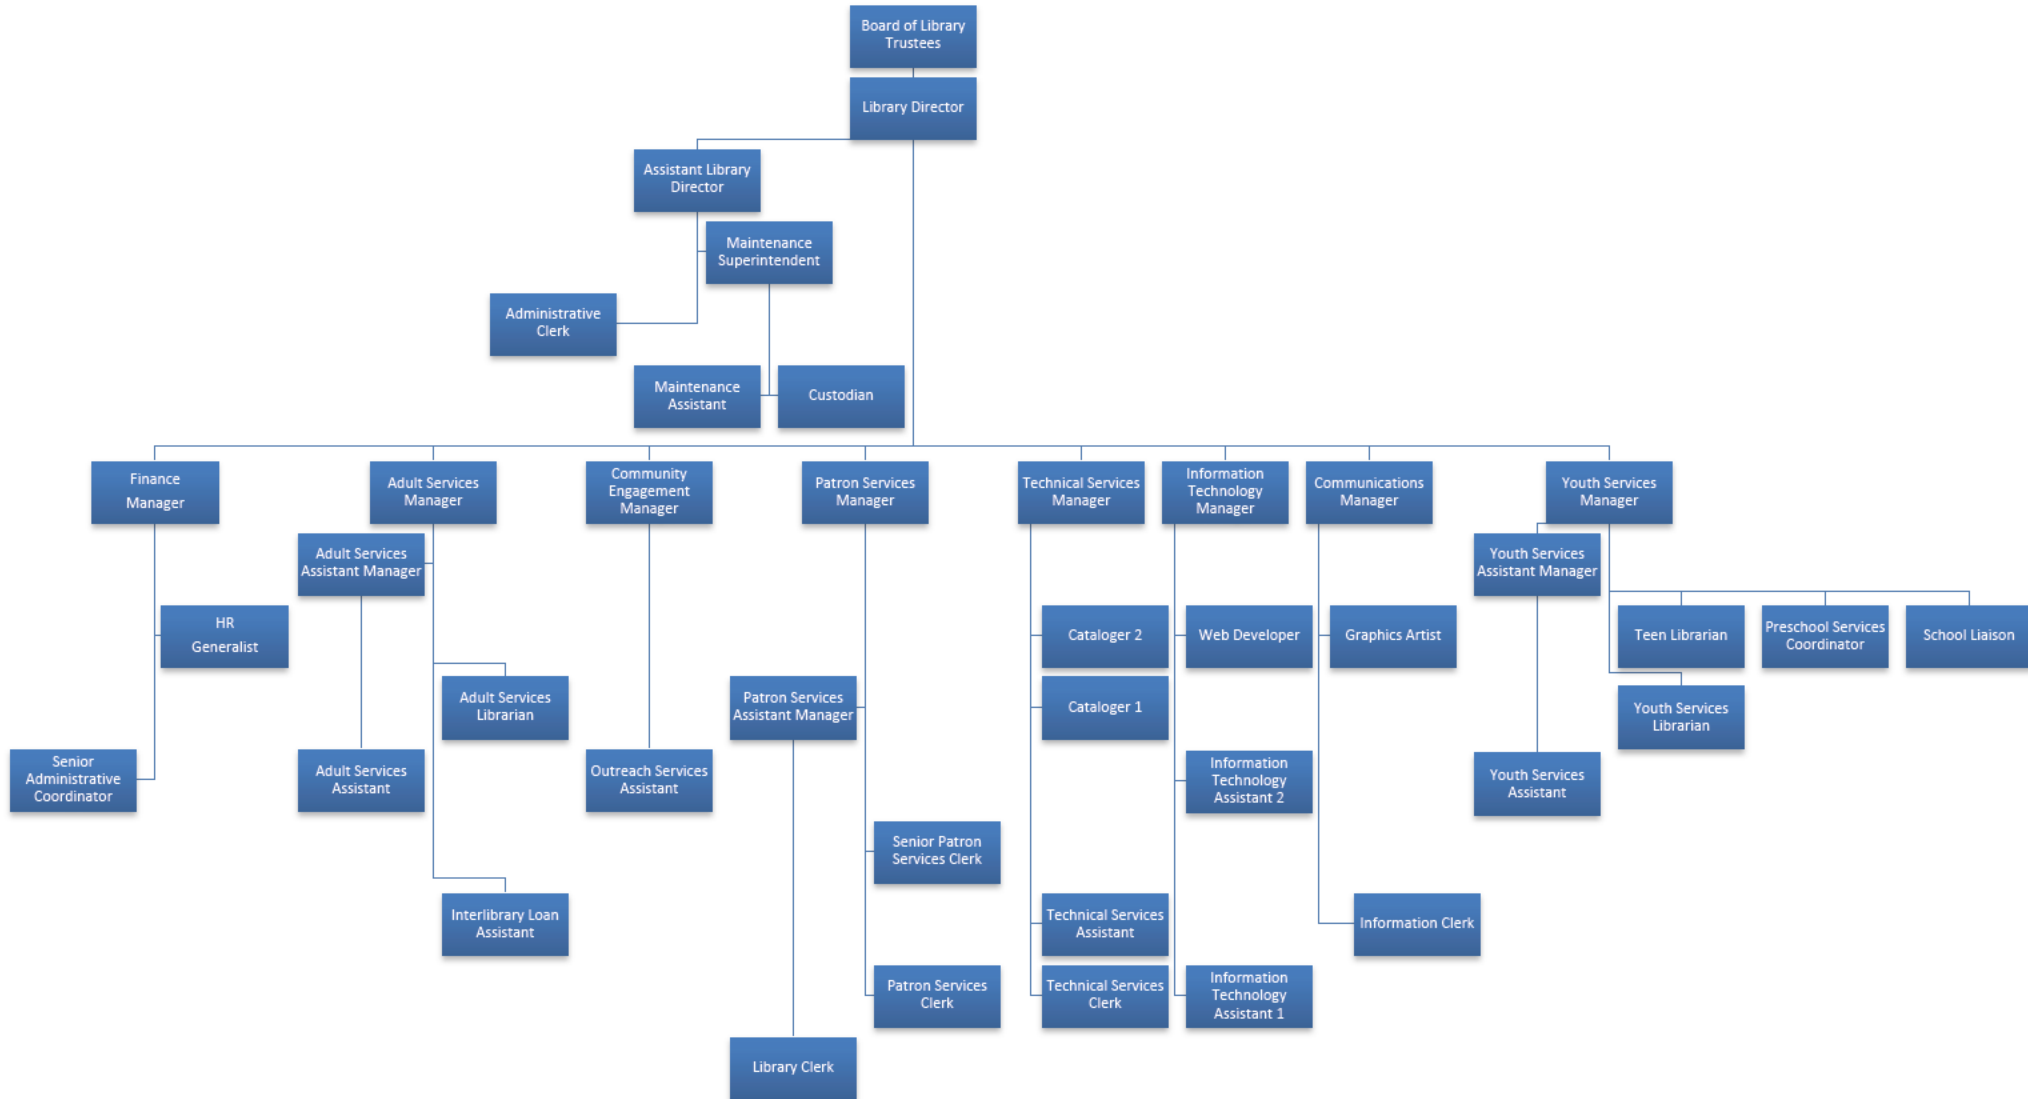 Board of Library
Trustees
Library Director
Assistant Library
Director
Maintenance
Superintendent
Administrative
Clerk
Maintenance
Assistant
Custodian
Finance
Manager
Adult Services
Manager
Community
Engagement
Manager
Patron Services
Manager
Technical Services
Manager
Information
Technology
Manager
Communications
Manager
Youth Services
Manager
Adult Services
Assistant Manager
Youth Services
Assistant Manager
HR
Generalist
Cataloger 2
Web Developer
Graphics Artist
Teen Librarian
Preschool Services
Coordinator
School Liaison
Adult Services
Librarian
Patron Services
Assistant Manager
Cataloger 1
Youth Services
Librarian
Senior
Administrative
Coordinator
Adult Services
Assistant
Outreach Services
Assistant
Information
Technology
Assistant 2
Youth Services
Assistant
Senior Patron
Services Clerk
Interlibrary Loan
Assistant
Technical Services
Assistant
Information Clerk
Patron Services
Clerk
Technical Services
Clerk
Information
Technology
Assistant 1
Library Clerk